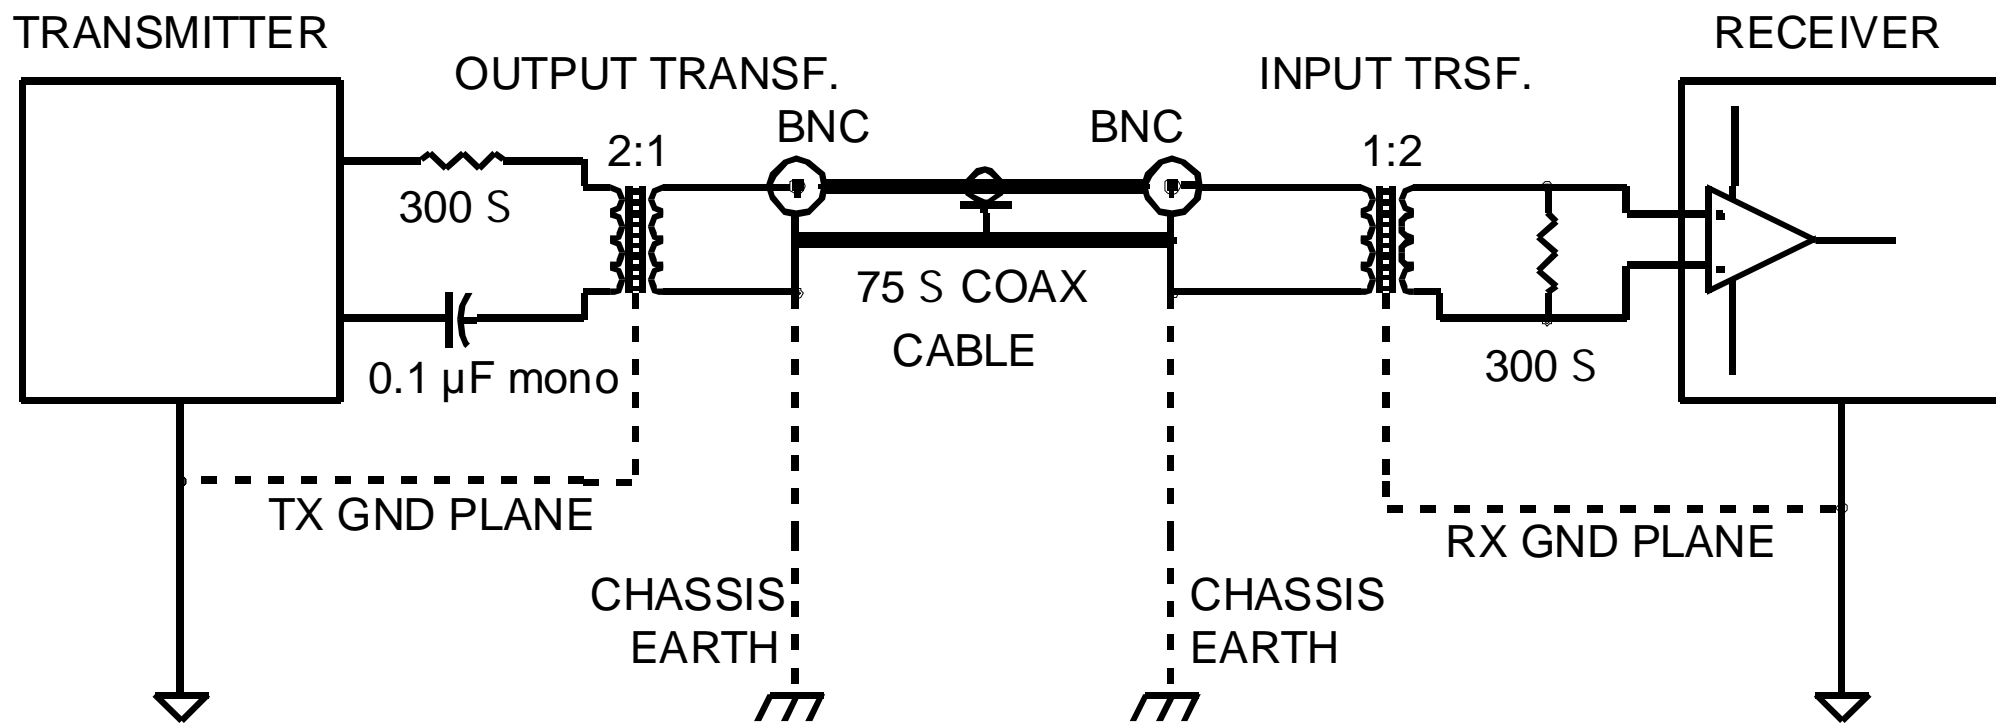 TRANSMITTER
RECEIVER
OUTPUT TRANSF.
INPUT TRSF.
BNC
BNC
2:1
1:2
300 S
75 S COAX
CABLE
0.1 µF mono
300 S
TX GND PLANE
RX GND PLANE
CHASSIS
EARTH
CHASSIS
EARTH